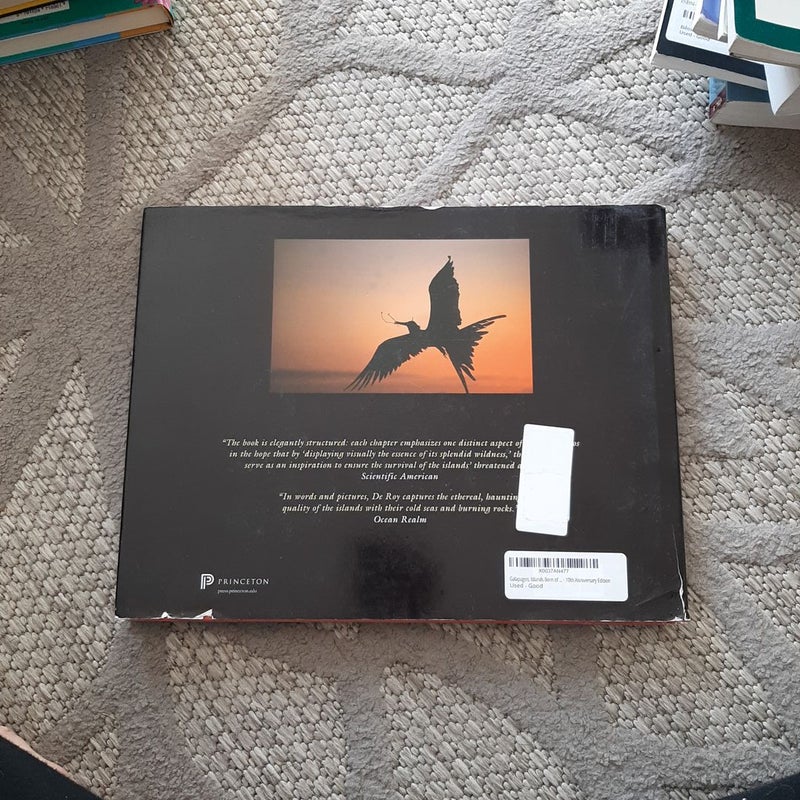 Used - Good
"The book is elegantly structured: each chapter emphasizes one distinct aspect of
in the hope that by 'displaying visually the essence of its splendid wildness,'
serve as an inspiration to ensure the survival of the islands' threatened
Scientific American
"In words and pictures, De Roy captures the ethereal,
quality of the islands with their cold seas and burning rocks."
Ocean Realm
PRINCETON
press.princeton.edu
Galapagos, Islands Born of ... - 10th Anniversary Edition
Used - Good